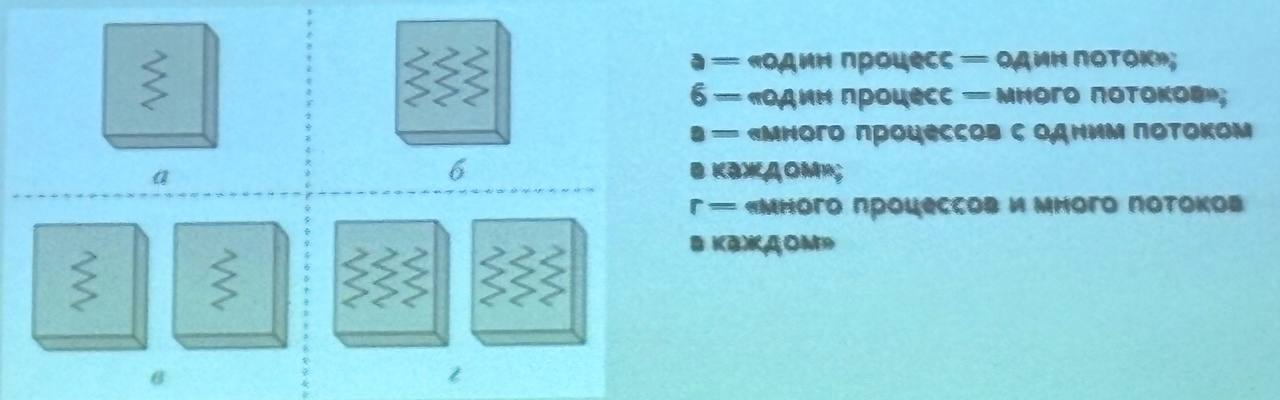 а
б
в
г
а — «один процесс — один поток»;
б — «один процесс — много потоков»;
в — «много процессов с одним потоком
в каждом»;
г — «много процессов и много потоков
в каждом»